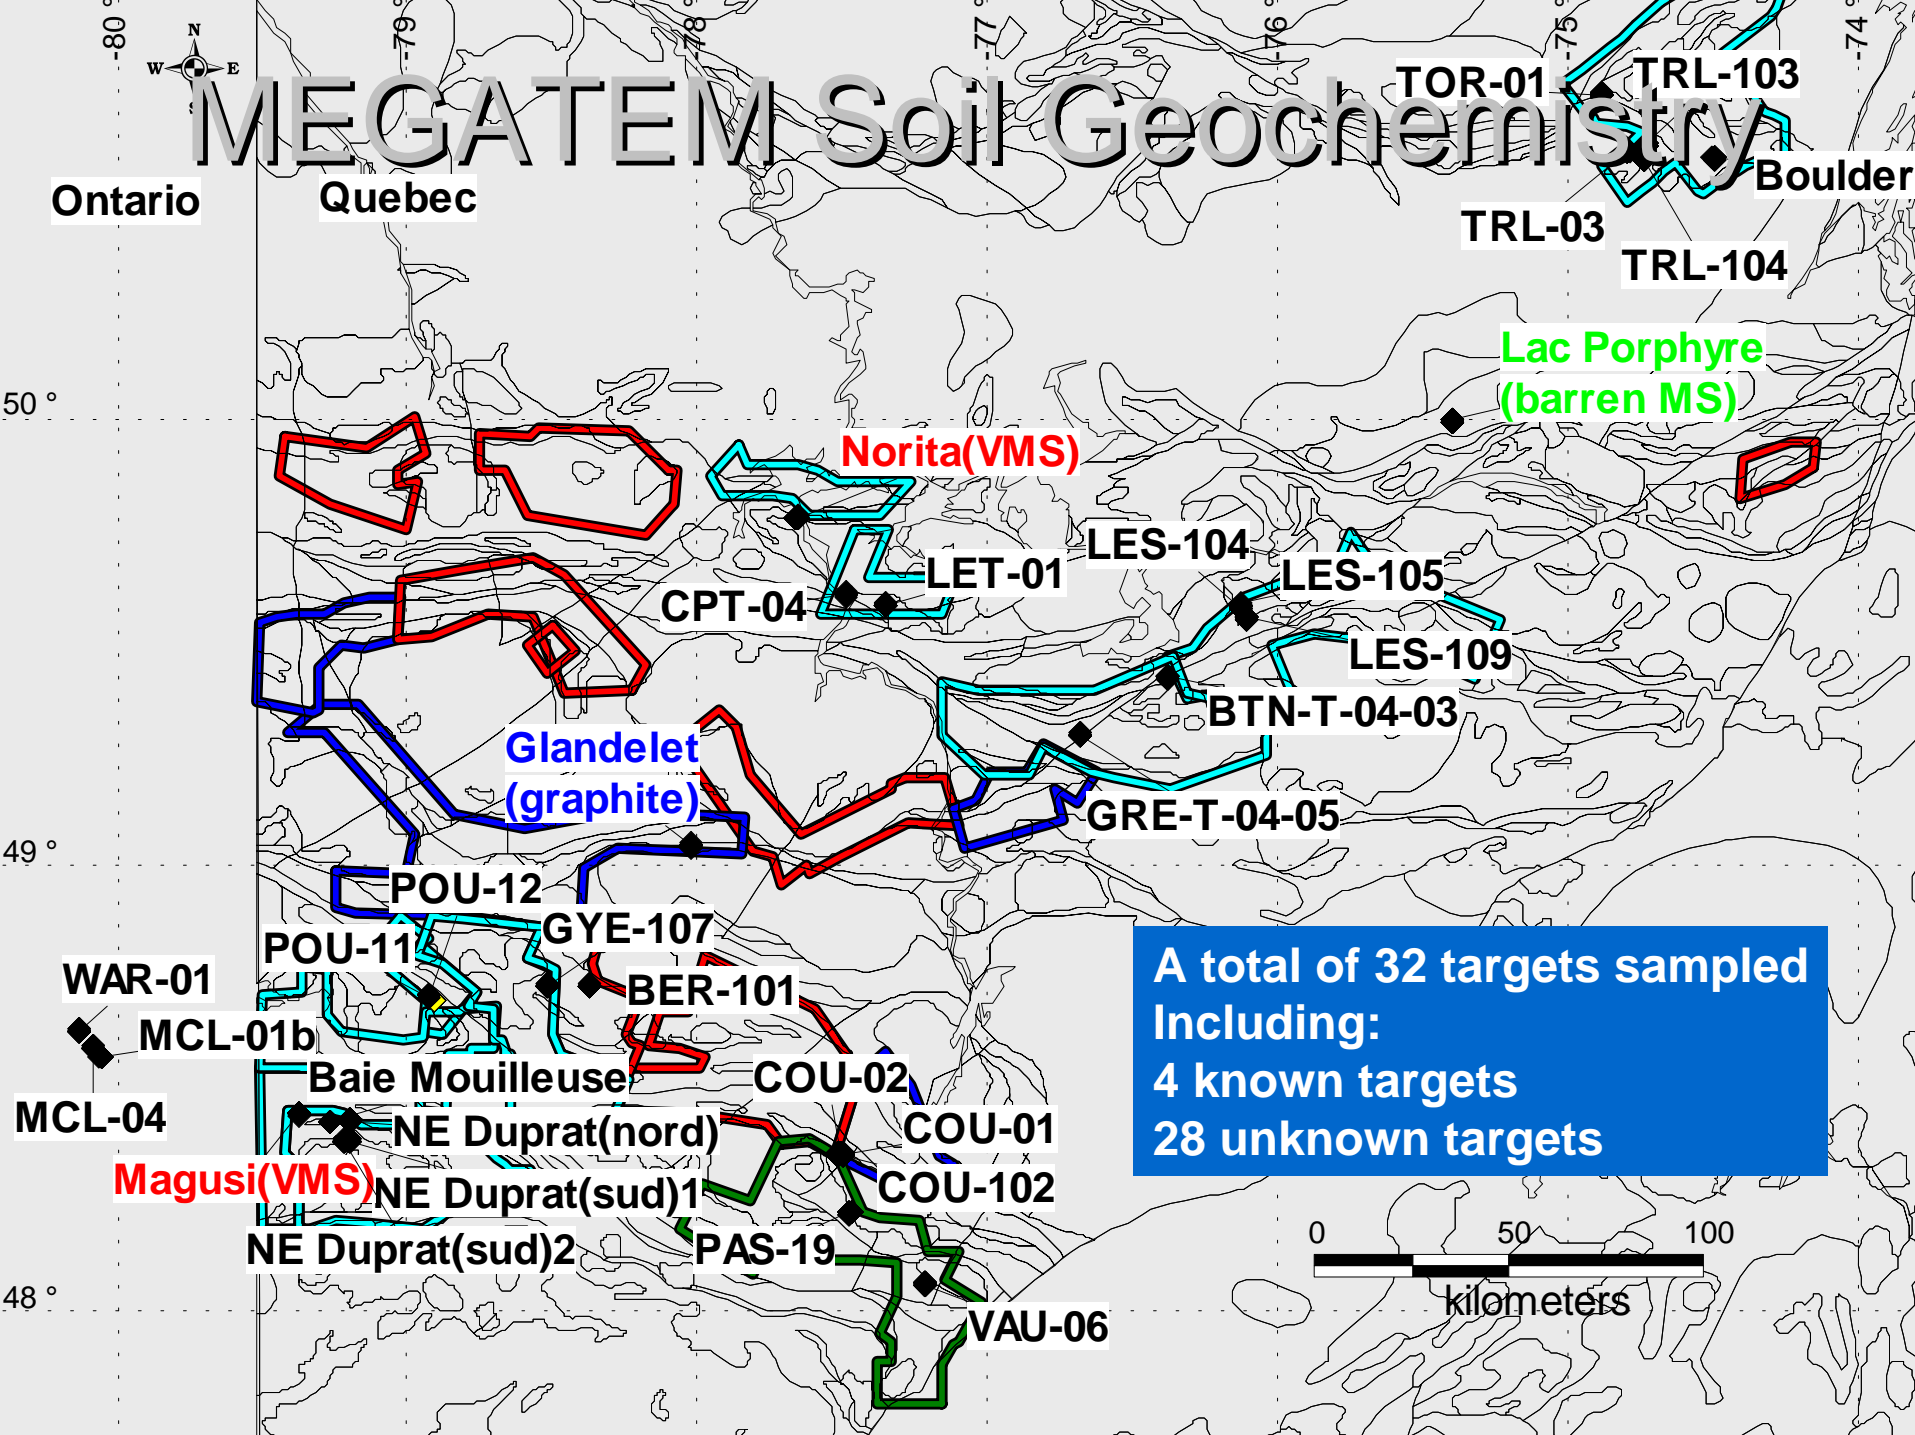 -80 °
-79 °
-78 °
-77 °
-76 °
-75 °
-74 °
N
W E
S
MEGATEM Soil Geochemistry
TOR-01
TRL-103
Ontario
Quebec
Boulder
TRL-03
TRL-104
Lac Porphyre
(barren MS)
50 °
Norita(VMS)
LES-104
LET-01
LES-105
CPT-04
LES-109
BTN-T-04-03
Glandelet
(graphite)
GRE-T-04-05
49 °
POU-12
GYE-107
POU-11
WAR-01
BER-101
MCL-01b
Baie Mouilleuse
COU-02
MCL-04
NE Duprat(nord)
COU-01
Magusi(VMS)
NE Duprat(sud)1
COU-102
NE Duprat(sud)2
PAS-19
VAU-06
48 °
A total of 32 targets sampled
Including:
4 known targets
28 unknown targets
0 50 100
kilometers